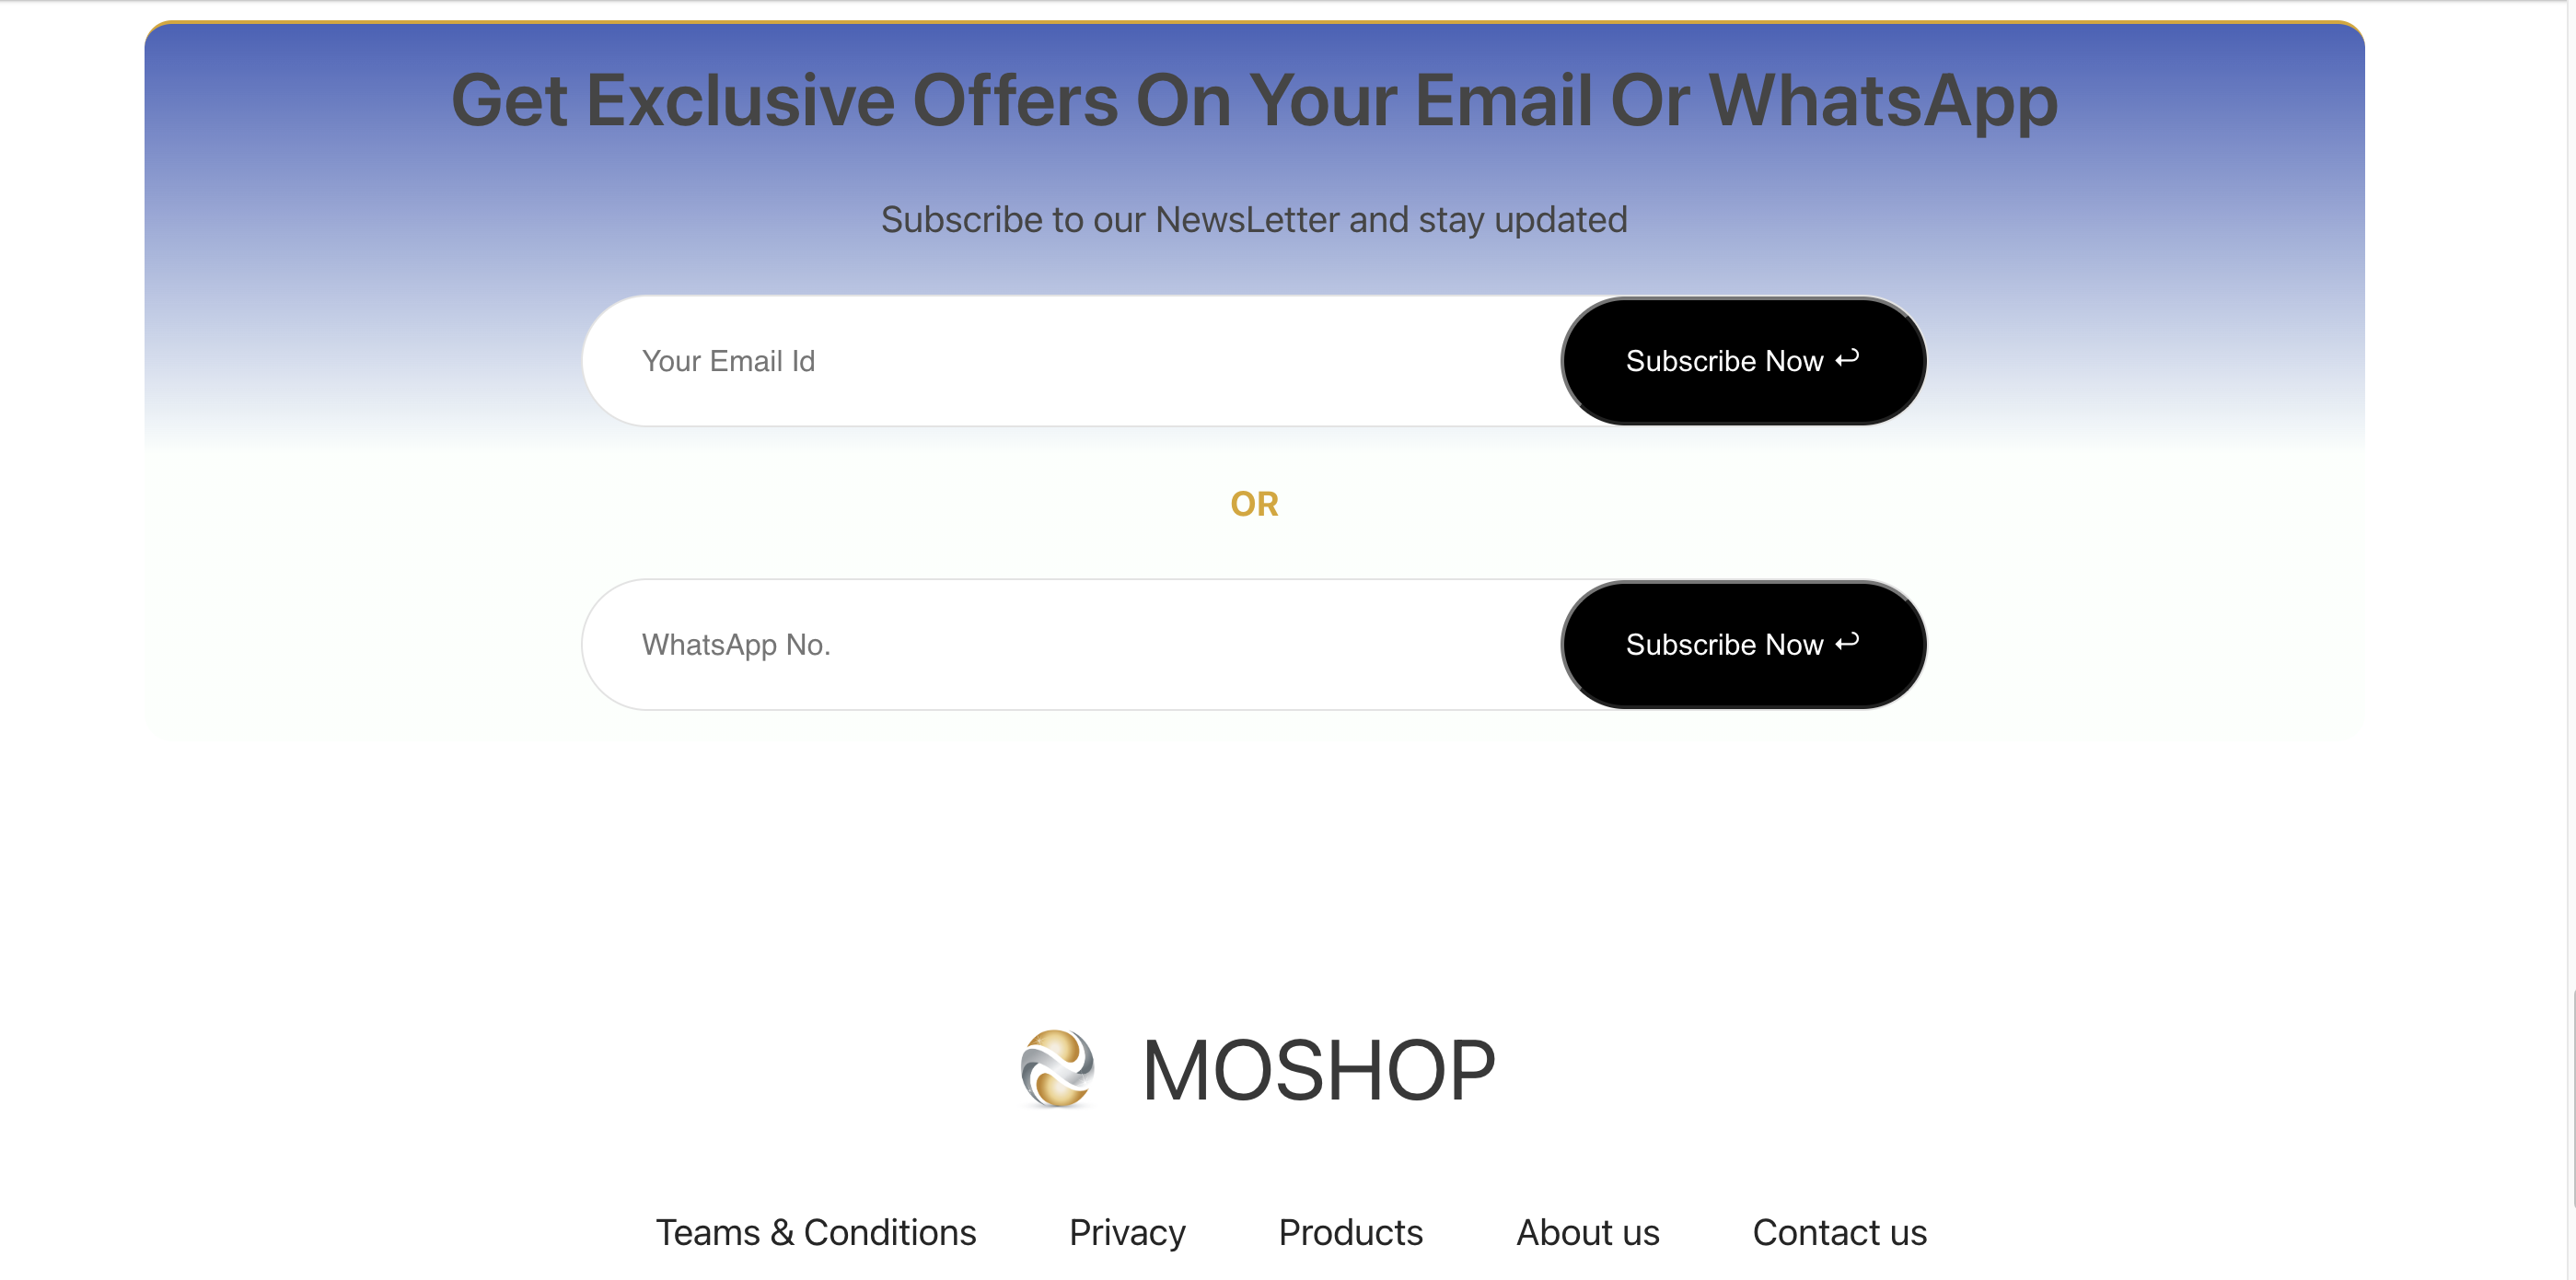 Get Exclusive Offers On Your Email Or WhatsApp
Subscribe to our NewsLetter and stay updated
Your Email Id
Subscribe Now ↩
OR
WhatsApp No.
Subscribe Now ↩
MOSHOP
Teams & Conditions Privacy Products About us Contact us